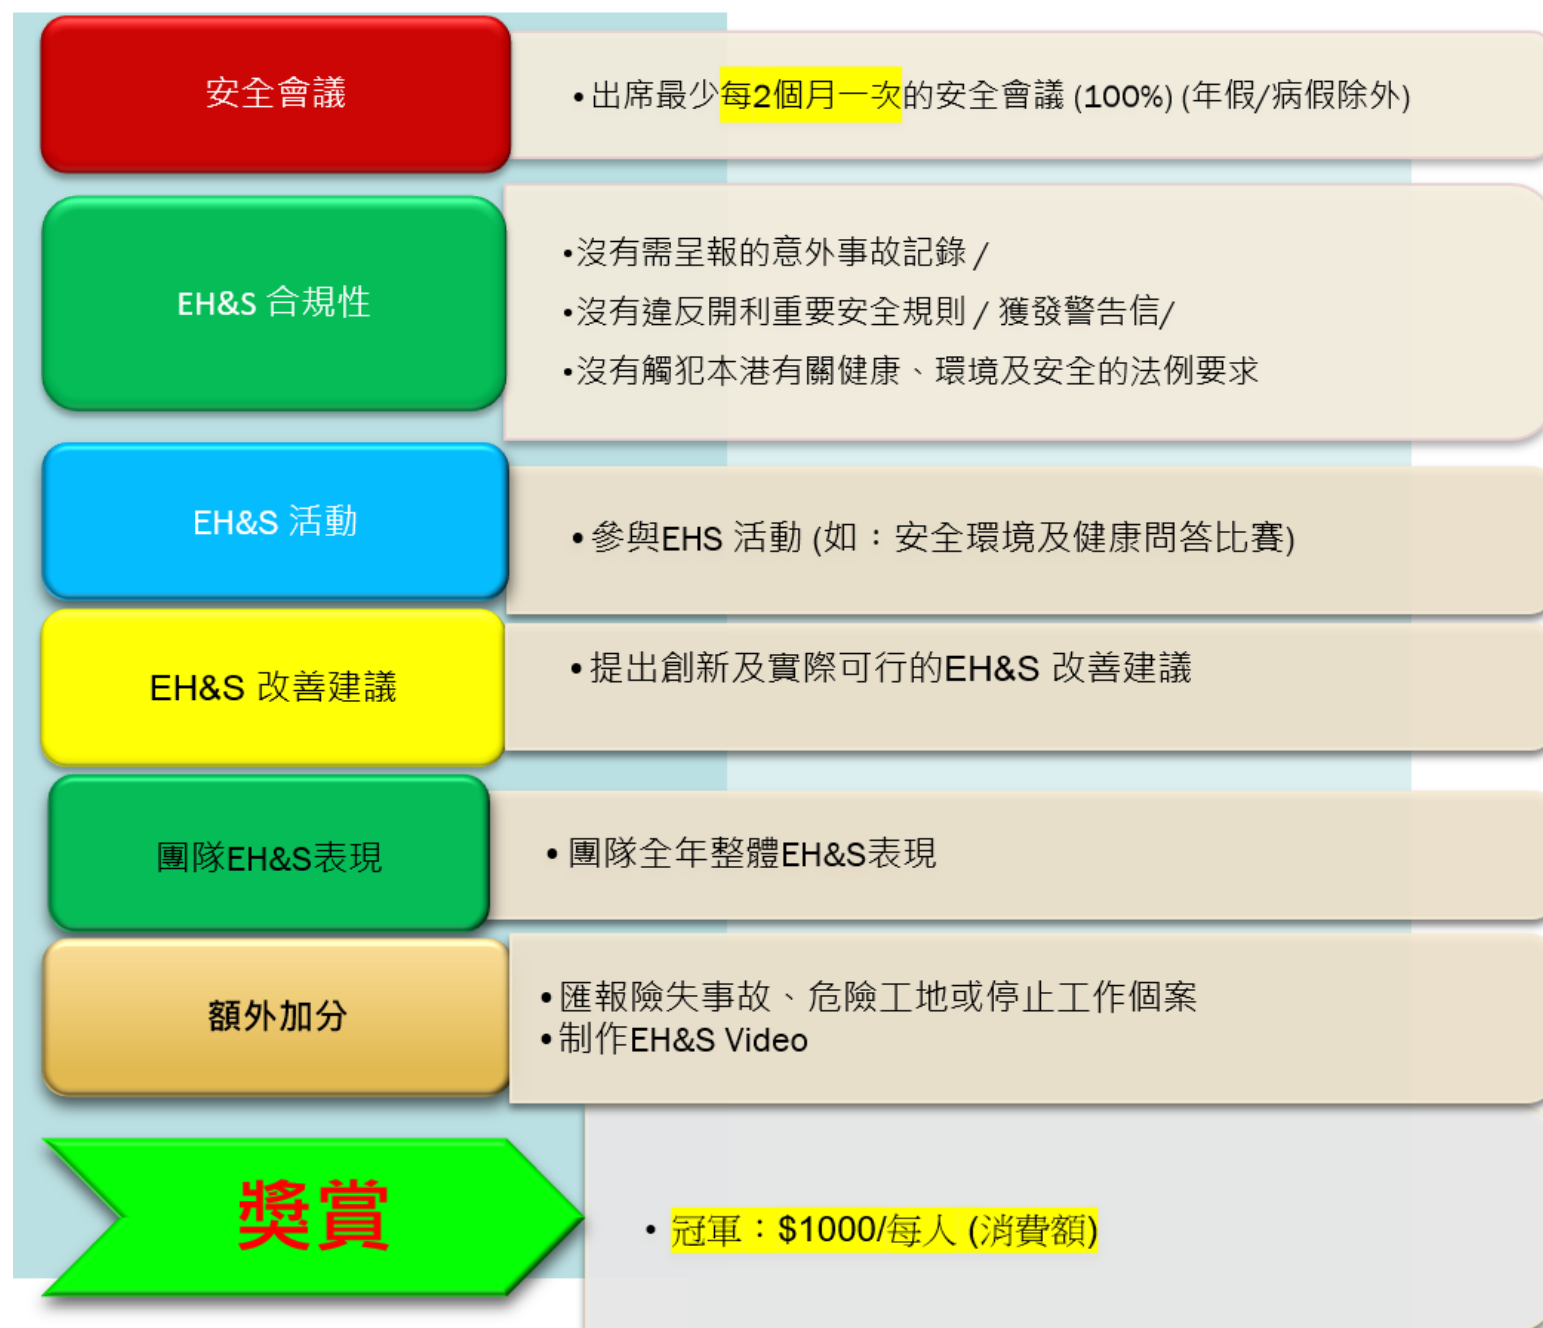 安全會議
•出席最少每2個月一次的安全會議 (100%) (年假/病假除外)
EH&S 合規性
•沒有需呈報的意外事故記錄 /
•沒有違反開利重要安全規則 / 獲發警告信/
•沒有觸犯本港有關健康、環境及安全的法例要求
EH&S 活動
•參與EHS 活動 (如：安全環境及健康問答比賽)
EH&S 改善建議
•提出創新及實際可行的EH&S 改善建議
團隊EH&S表現
•團隊全年整體EH&S表現
額外加分
•匯報險失事故、危險工地或停止工作個案
•制作EH&S Video
獎賞
•冠軍：$1000/每人 (消費額)